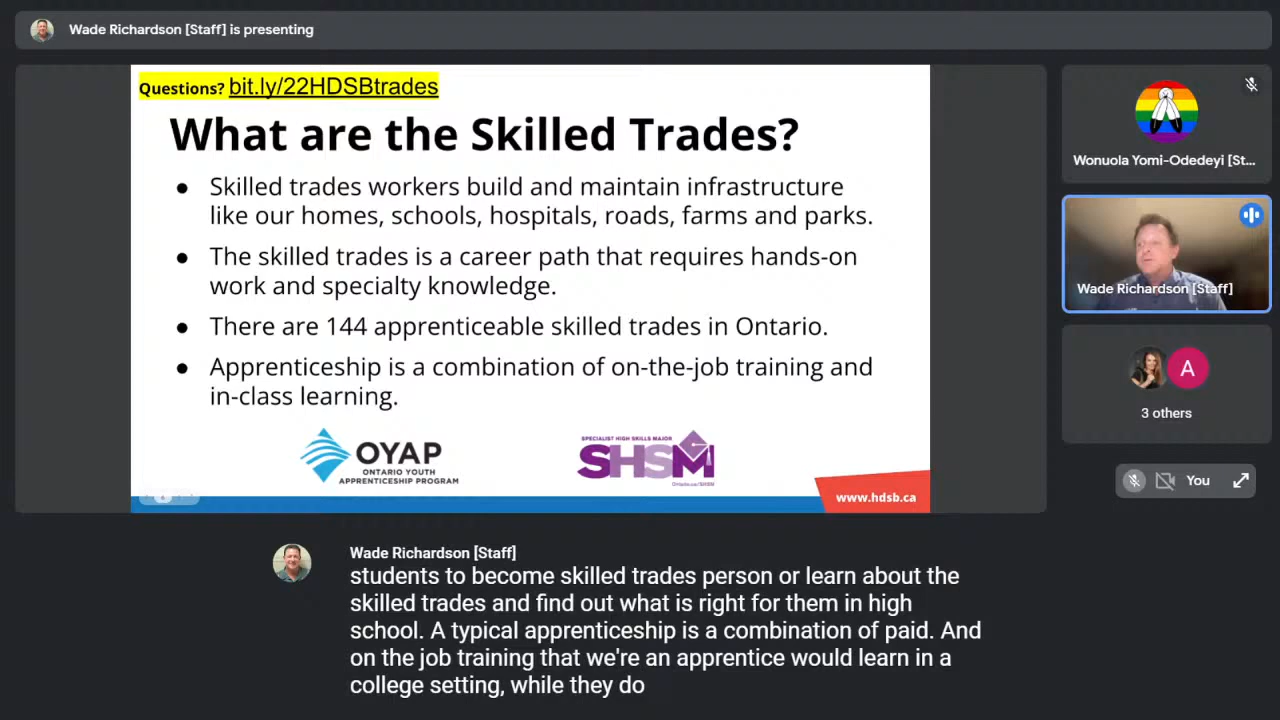 Wade Richardson [Staff] is presenting
Questions? bit.ly/22HDSBtrades
What are the Skilled Trades?
● Skilled trades workers build and maintain infrastructure
like our homes, schools, hospitals, roads, farms and parks.
● The skilled trades is a career path that requires hands-on
work and specialty knowledge.
● There are 144 apprenticeable skilled trades in Ontario.
● Apprenticeship is a combination of on-the-job training and
in-class learning.
OYAP
ONTARIO YOUTH
APPRENTICESHIP PROGRAM
SPECIALIST HIGH SKILLS MAJOR
SHSM
Ontario.ca/SHSM
www.hdsb.ca
Wonuola Yomi-Odedeyi [St...
Wade Richardson [Staff]
A
3 others
You
Wade Richardson [Staff]
students to become skilled trades person or learn about the
skilled trades and find out what is right for them in high
school. A typical apprenticeship is a combination of paid. And
on the job training that we're an apprentice would learn in a
college setting, while they do